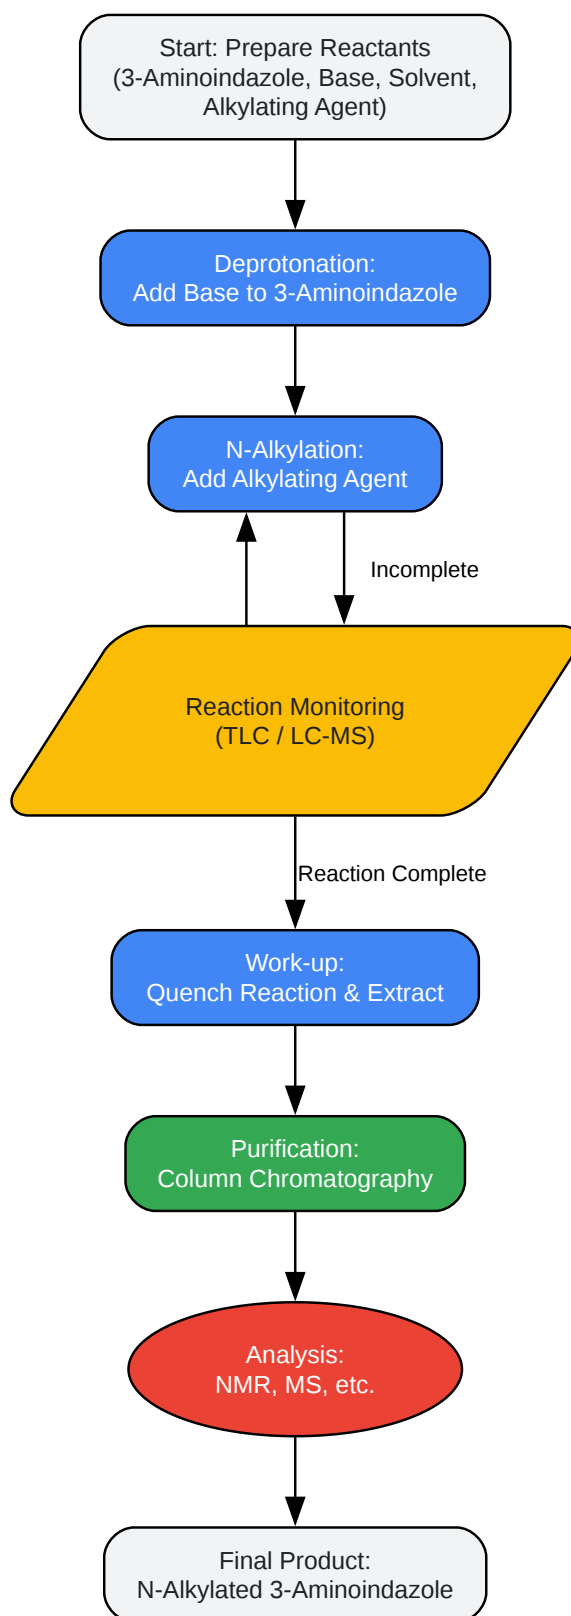 Start: Prepare Reactants
(3-Aminoindazole, Base, Solvent,
Alkylating Agent)
Deprotonation:
Add Base to 3-Aminoindazole
N-Alkylation:
Add Alkylating Agent
Incomplete
Reaction Monitoring
(TLC / LC-MS)
Reaction Complete
Work-up:
Quench Reaction & Extract
Purification:
Column Chromatography
Analysis:
NMR, MS, etc.
Final Product:
N-Alkylated 3-Aminoindazole